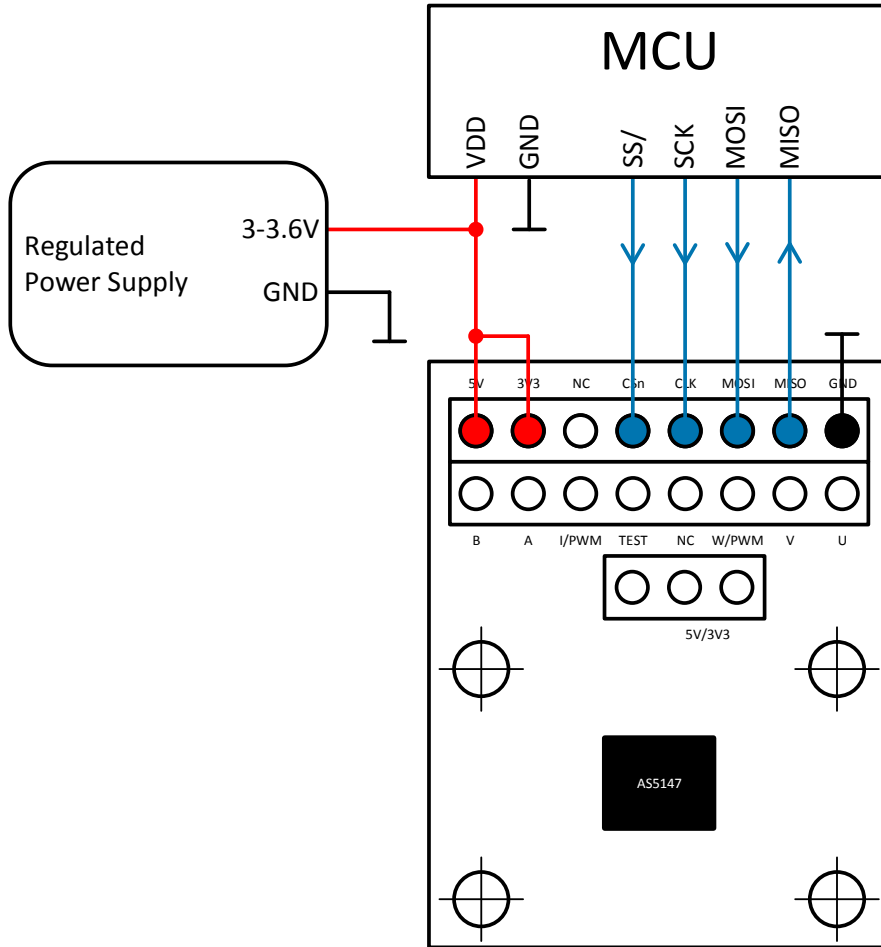 MCU
VDD
GND
SS/
SCK
MOSI
MISO
3-3.6V
Regulated
Power Supply
GND
5V 3V3 NC CSn CLK MOSI MISO GND
B A I/PWM TEST NC W/PWM V U
5V/3V3
AS5147